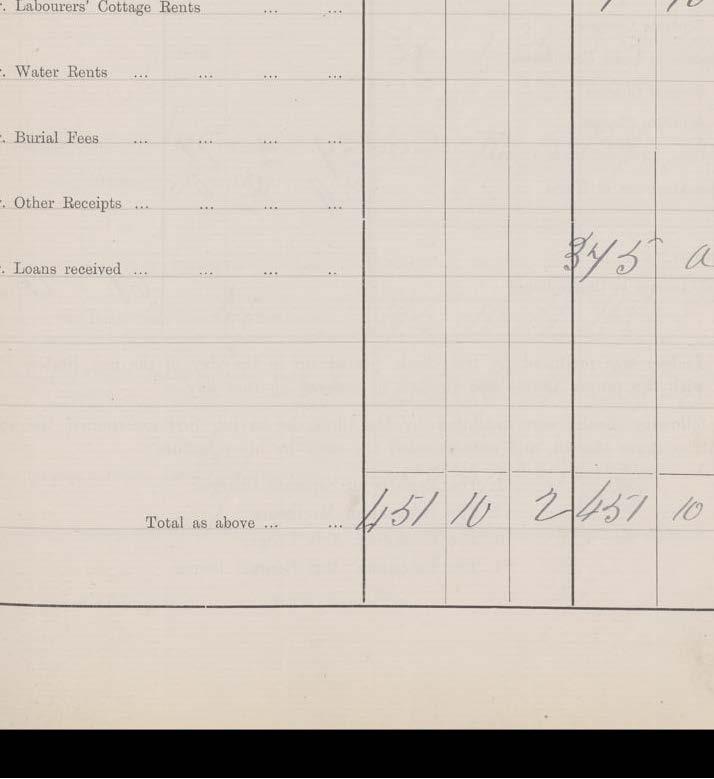 r. Labourers' Cottage Rents ... ...
r. Water Rents ... ... ... ...
r. Burial Fees ... ... ... ...
r. Other Receipts ... ... ... ...
r. Loans received ... ... ... .. 375
Total as above ... ... 451 10 2 451 10